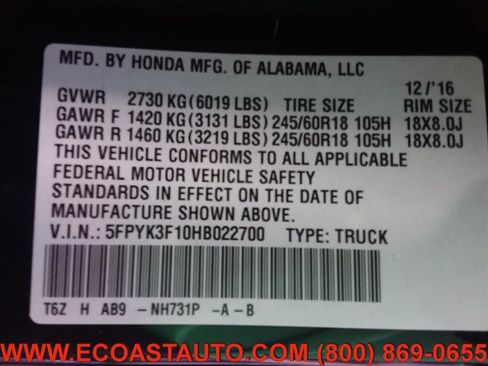 MFD. BY HONDA MFG. OF ALABAMA, LLC
12/'16
GVWR 2730 KG(6019 LBS) TIRE SIZE RIM SIZE
GAWR F 1420 KG(3131 LBS)245/60R18 105H 18X8.0J
GAWR R 1460 KG(3219 LBS)245/60R18 105H 18X8.0J
THIS VEHICLE CONFORMS TO ALL APPLICABLE
FEDERAL MOTOR VEHICLE SAFETY
STANDARDS IN EFFECT ON THE DATE OF
MANUFACTURE SHOWN ABOVE.
V.I.N.: 5FPYK3F10HB022700 TYPE: TRUCK
T6Z H AB9 -NH731P -A-B
WWW.ECOASTAUTO.COM (800) 869-0655